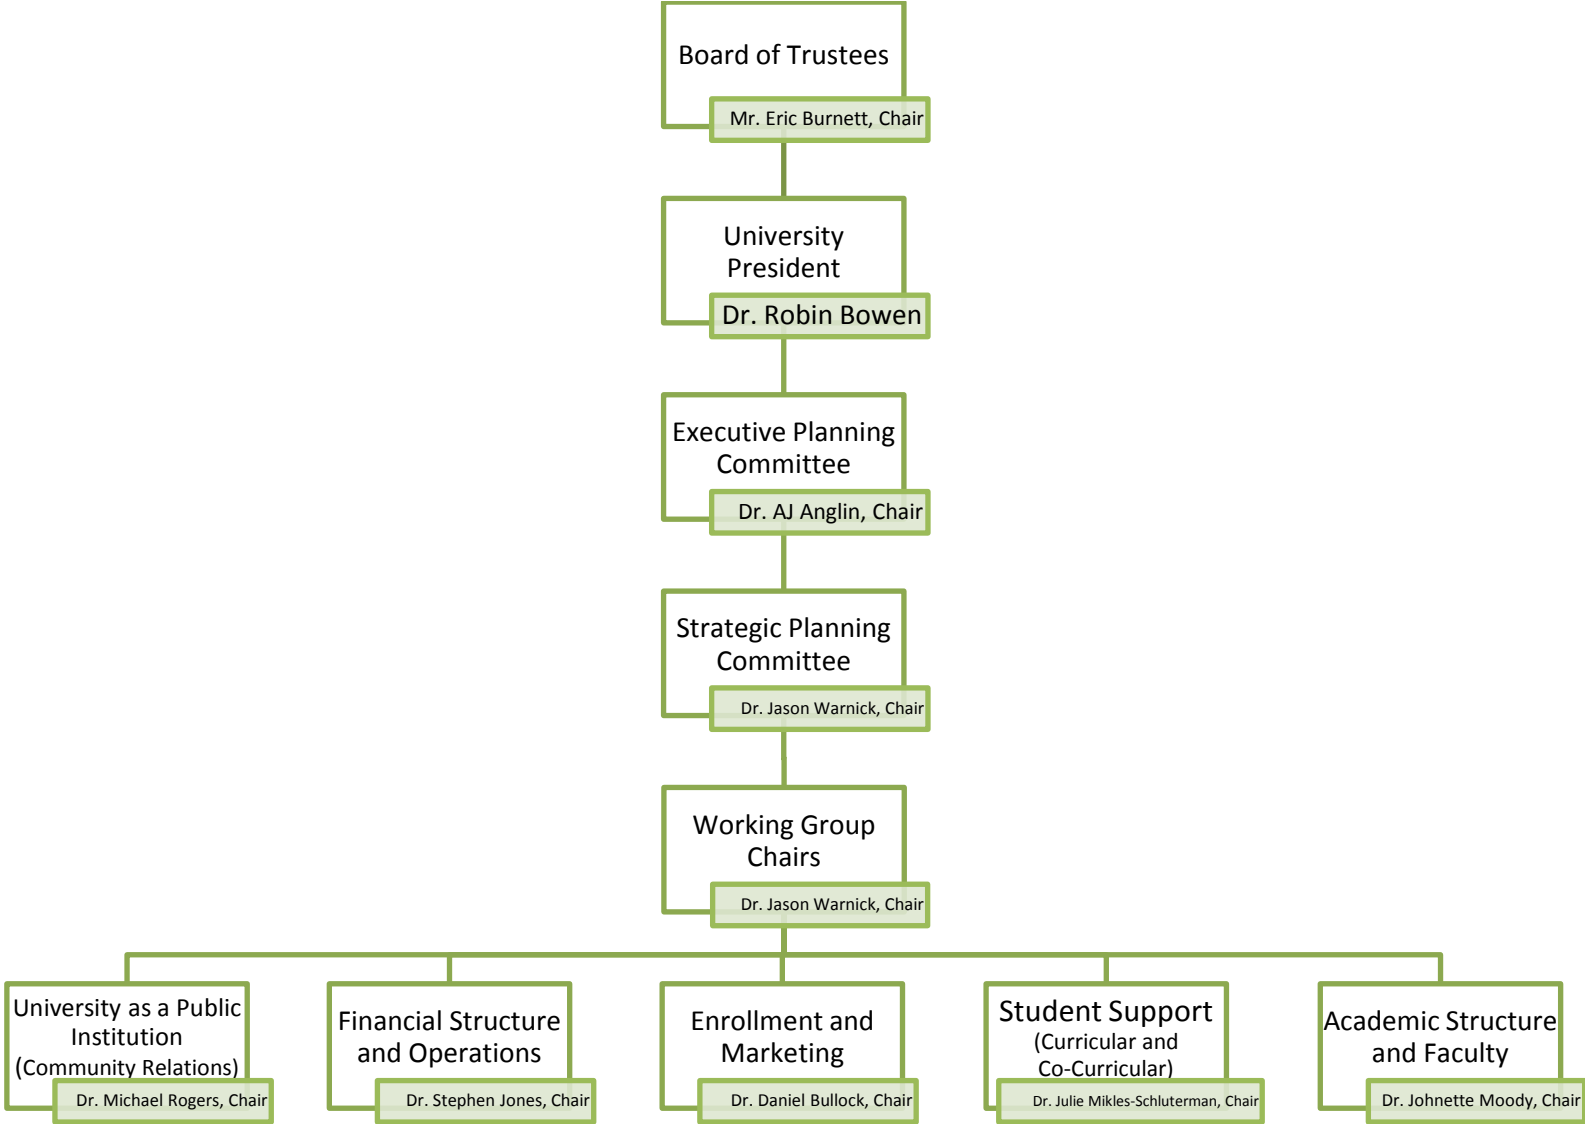 Board of Trustees
Mr. Eric Burnett, Chair
University
President
Dr. Robin Bowen
Executive Planning
Committee
Dr. AJ Anglin, Chair
Strategic Planning
Committee
Dr. Jason Warnick, Chair
Working Group
Chairs
Dr. Jason Warnick, Chair
University as a Public
Institution
(Community Relations)
Dr. Michael Rogers, Chair
Financial Structure
and Operations
Dr. Stephen Jones, Chair
Enrollment and
Marketing
Dr. Daniel Bullock, Chair
Student Support
(Curricular and
Co-Curricular)
Dr. Julie Mikles-Schluterman, Chair
Academic Structure
and Faculty
Dr. Johnette Moody, Chair